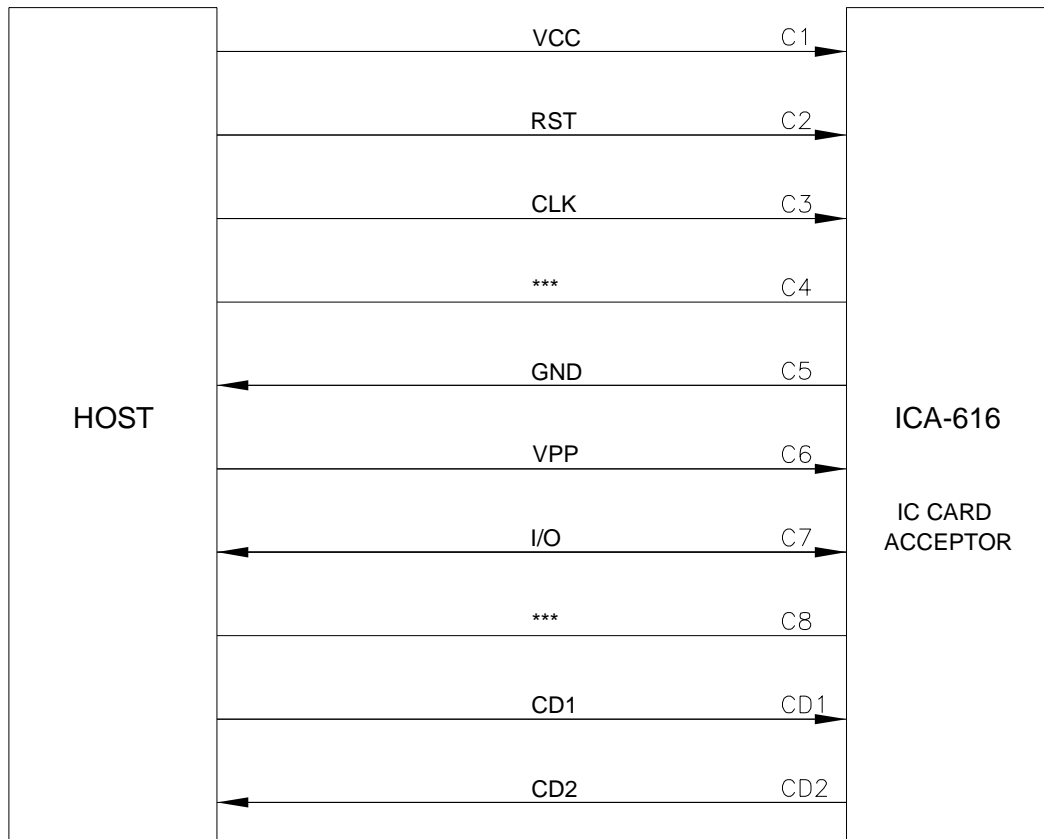 VCC C1
RST C2
CLK C3
*** C4
GND C5
HOST
ICA-616
VPP C6
IC CARD
ACCEPTOR
I/O C7
*** C8
CD1 CD1
CD2 CD2